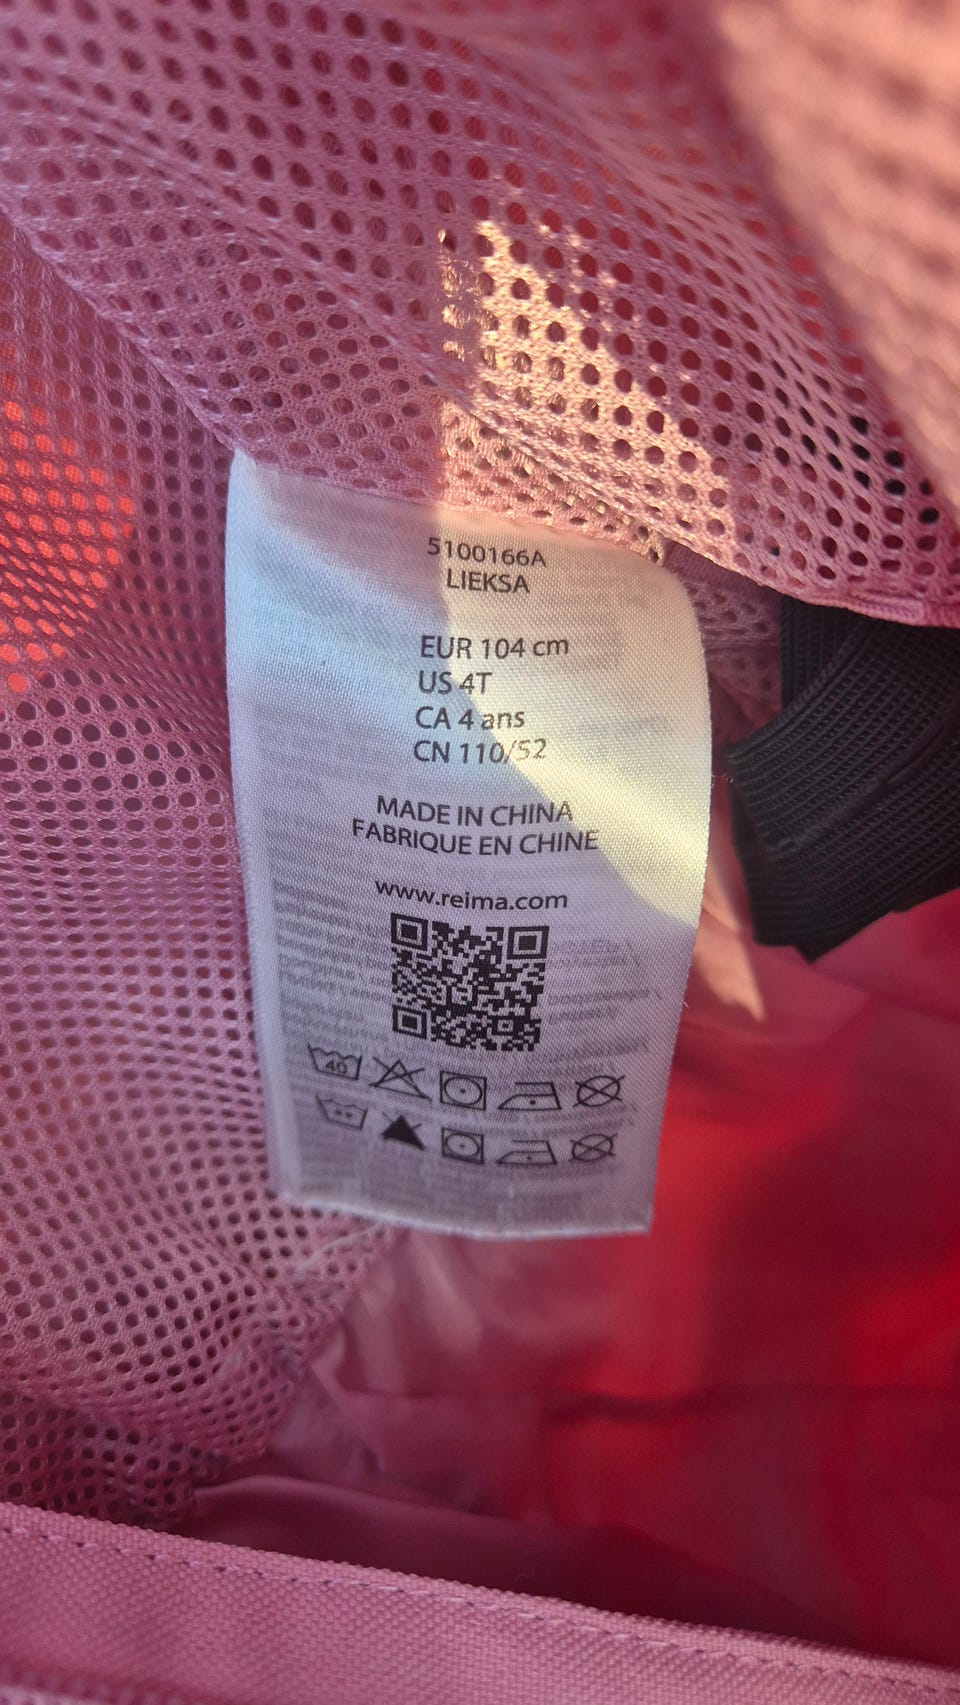 5100166A
LIEKSA
EUR 104 cm
US 4T
CA 4 ans
CN 110/52
MADE IN CHINA
FABRIQUE EN CHINE
www.reima.com
40